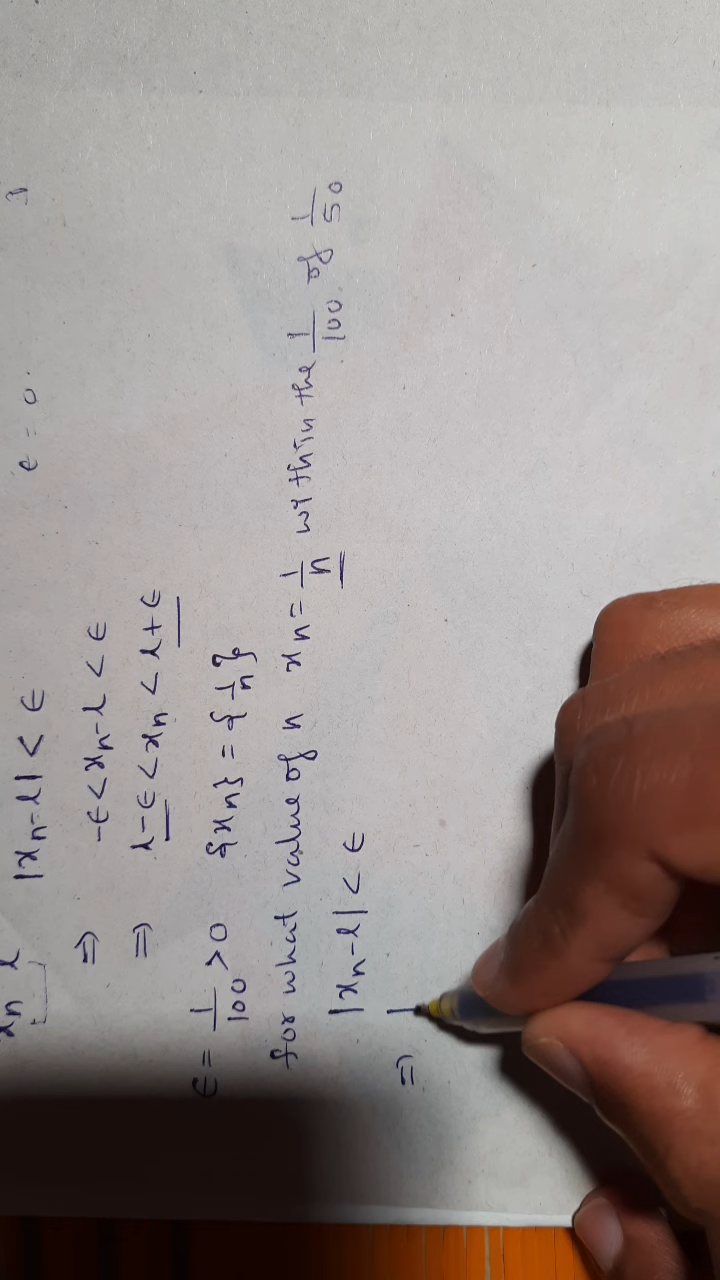 xₙ l |xₙ-l| < ϵ ϵ = 0.
⇒ -ϵ < xₙ-l < ϵ
⇒ l-ϵ < xₙ < l+ϵ
ϵ = 1/100 > 0 {xₙ} = {1/n}
for what value of n xₙ = 1/n within the 1/100 of 1/50
|xₙ-l| < ϵ
⇒ |